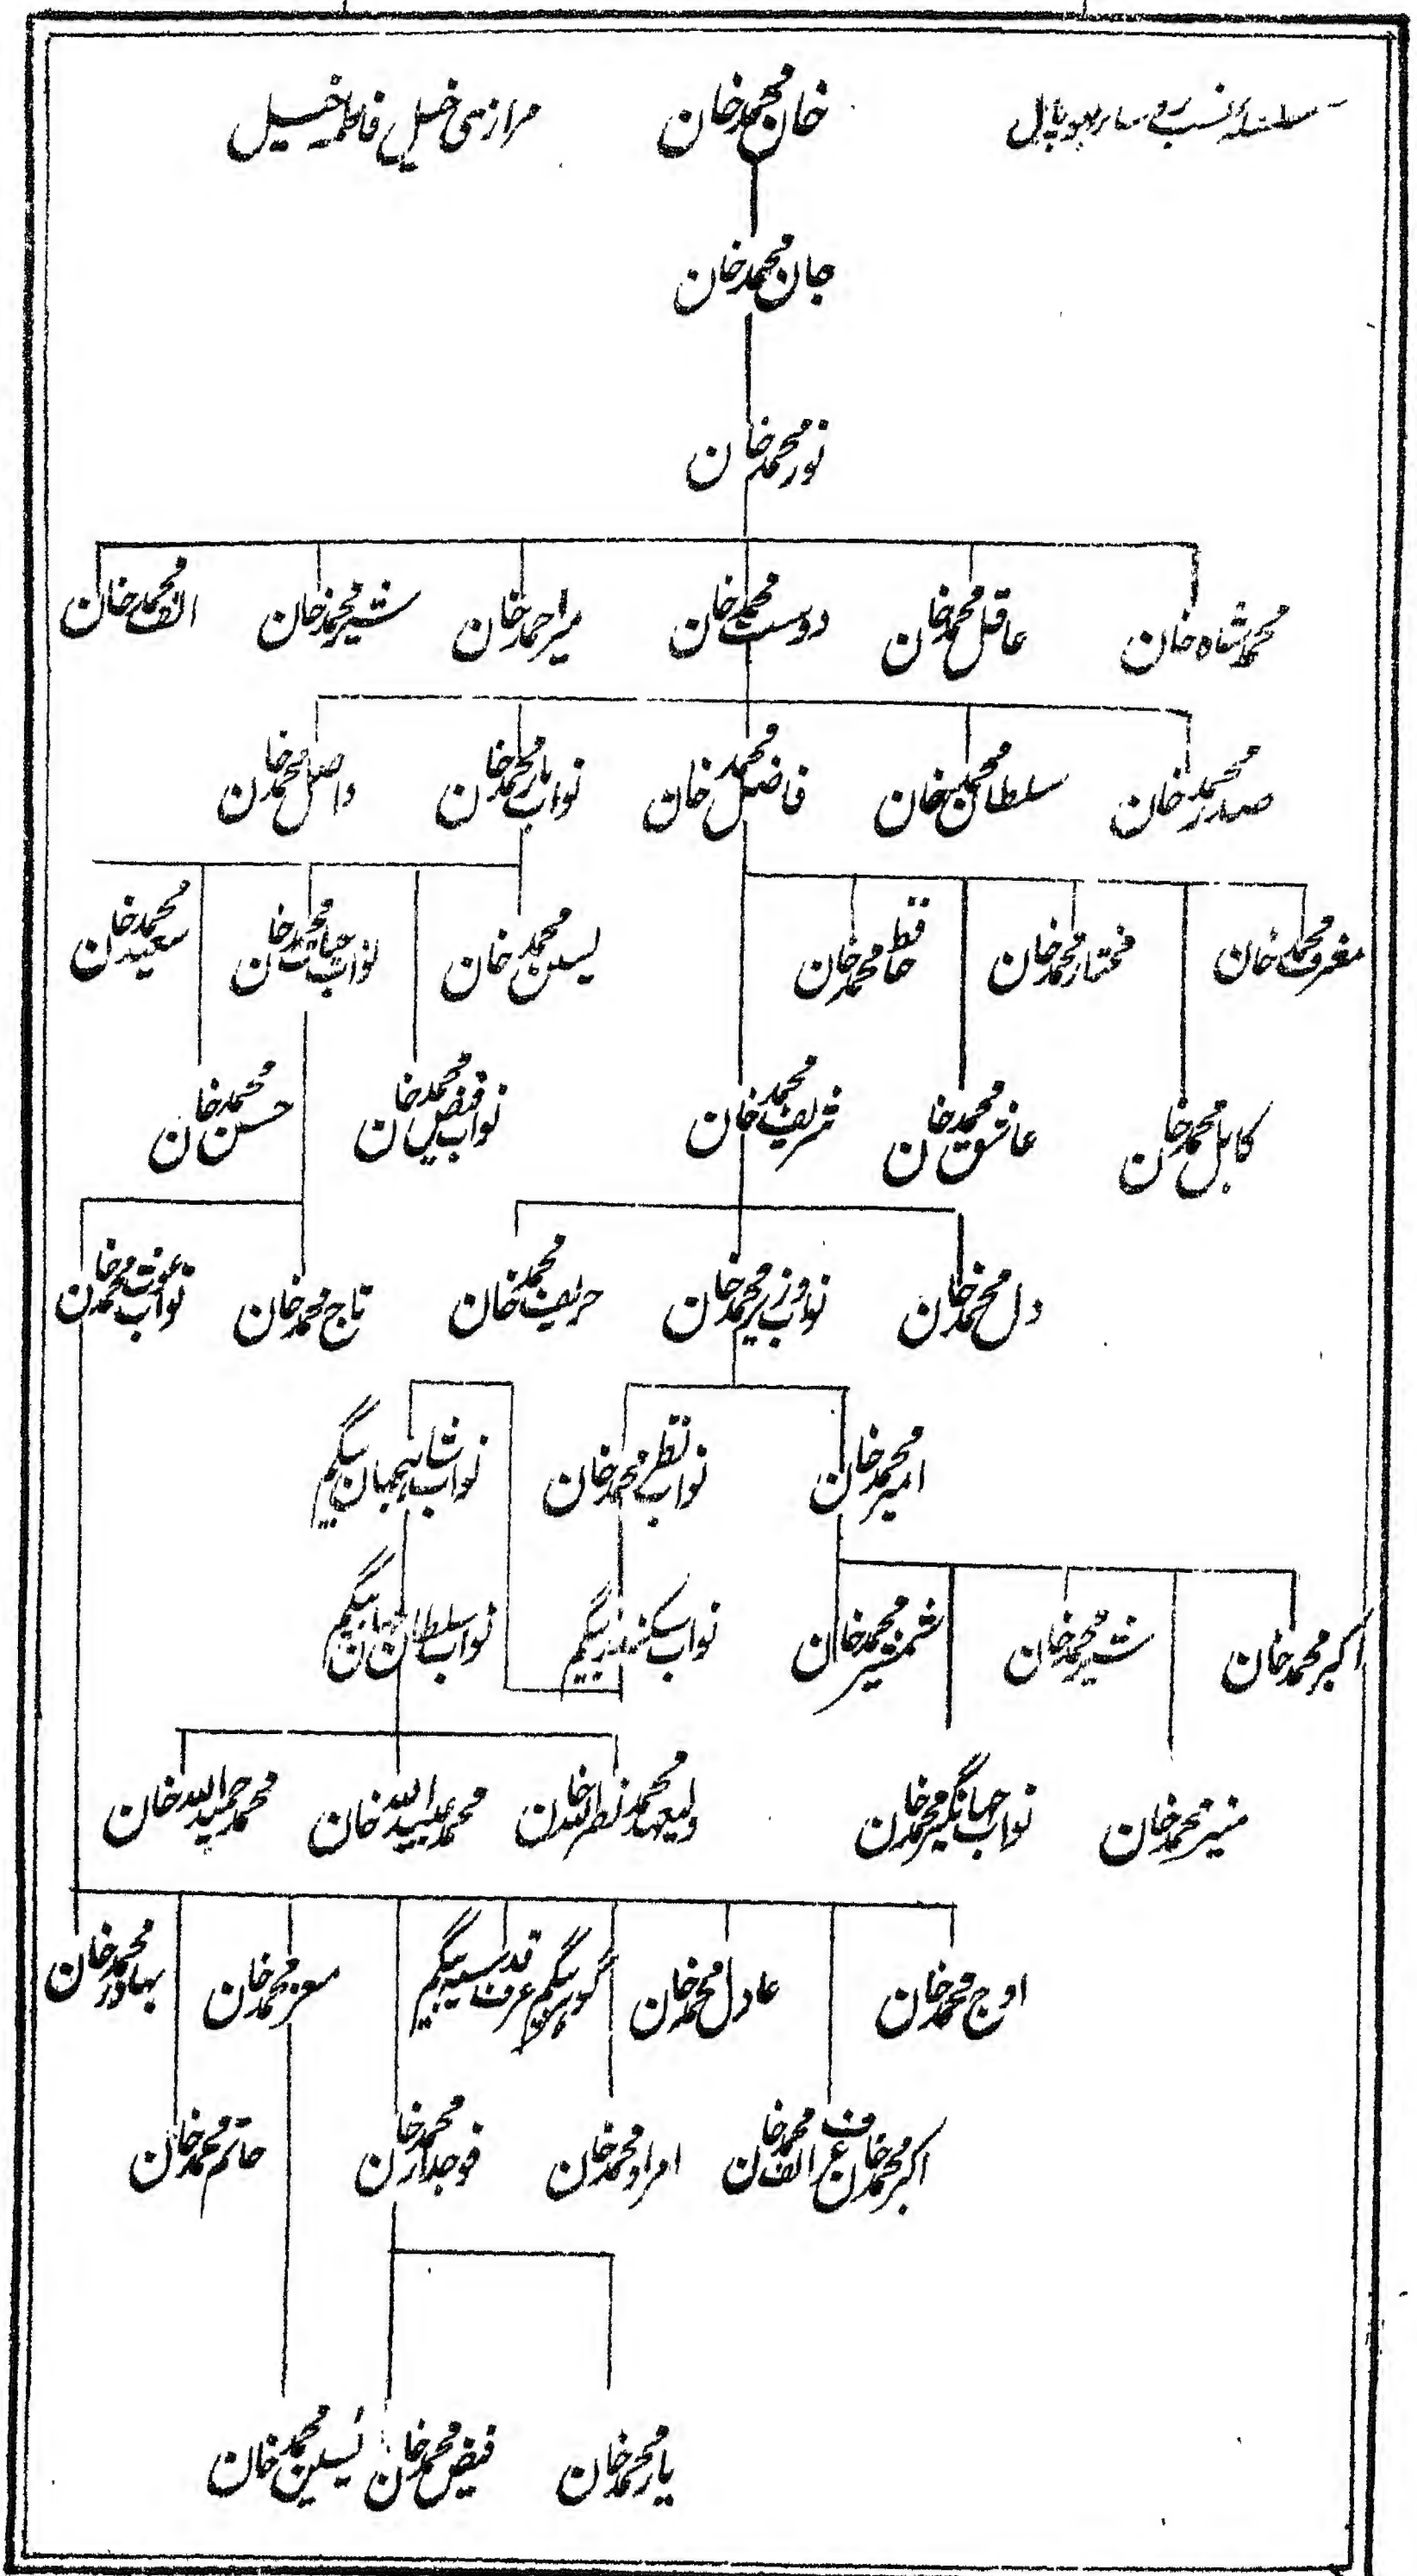 سلسلۂ نسب رؤسا بھوپال
خان محمد خان
مرازی خیل فاطمہ خیل
جان محمد خان
نور محمد خان
محمد شاہ خان
عاقل محمد خان
دوست محمد خان
میر احمد خان
شیر محمد خان
الف محمد خان
صدر محمد خان
سلطان محمد خان
فاضل محمد خان
نواب یار محمد خان
واصل محمد خان
معرف محمد خان
مختار محمد خان
حافظ محمد خان
یسین محمد خان
نواب حیات محمد خان
سعید محمد خان
کابل محمد خان
عاشق محمد خان
شریف محمد خان
نواب فیض محمد خان
حسن محمد خان
دل محمد خان
نواب وزیر محمد خان
حریف محمد خان
تاج محمد خان
نواب غوث محمد خان
امیر محمد خان
نواب نظر محمد خان
نواب شاہجہان بیگم
اکبر محمد خان
شیر محمد خان
شمشیر محمد خان
نواب سکندر بیگم
نواب سلطان جہان بیگم
منیر محمد خان
نواب جہانگیر محمد خان
ولیعہد محمد نصر اللہ خان
محمد عبید اللہ خان
محمد حمید اللہ خان
اوج محمد خان
عادل محمد خان
گوہر بیگم عرف قدسیہ بیگم
معز محمد خان
بہادر محمد خان
اکبر محمد خان عرف الف محمد خان
امراؤ محمد خان
فوجدار محمد خان
حاتم محمد خان
یار محمد خان
فیض محمد خان
یسین محمد خان